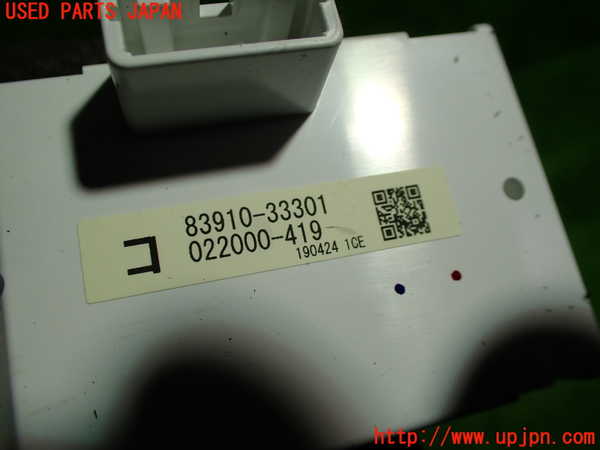 USED PARTS JAPAN
コ
83910-33301
022000-419
190424 1CE
http://www.upjpn.com/